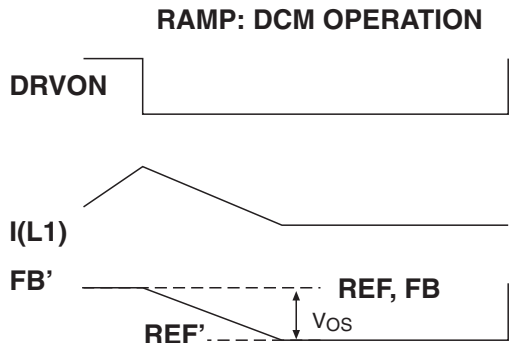 RAMP: DCM OPERATION
DRVON
I(L1)
FB’
REF, FB
VOS
REF’